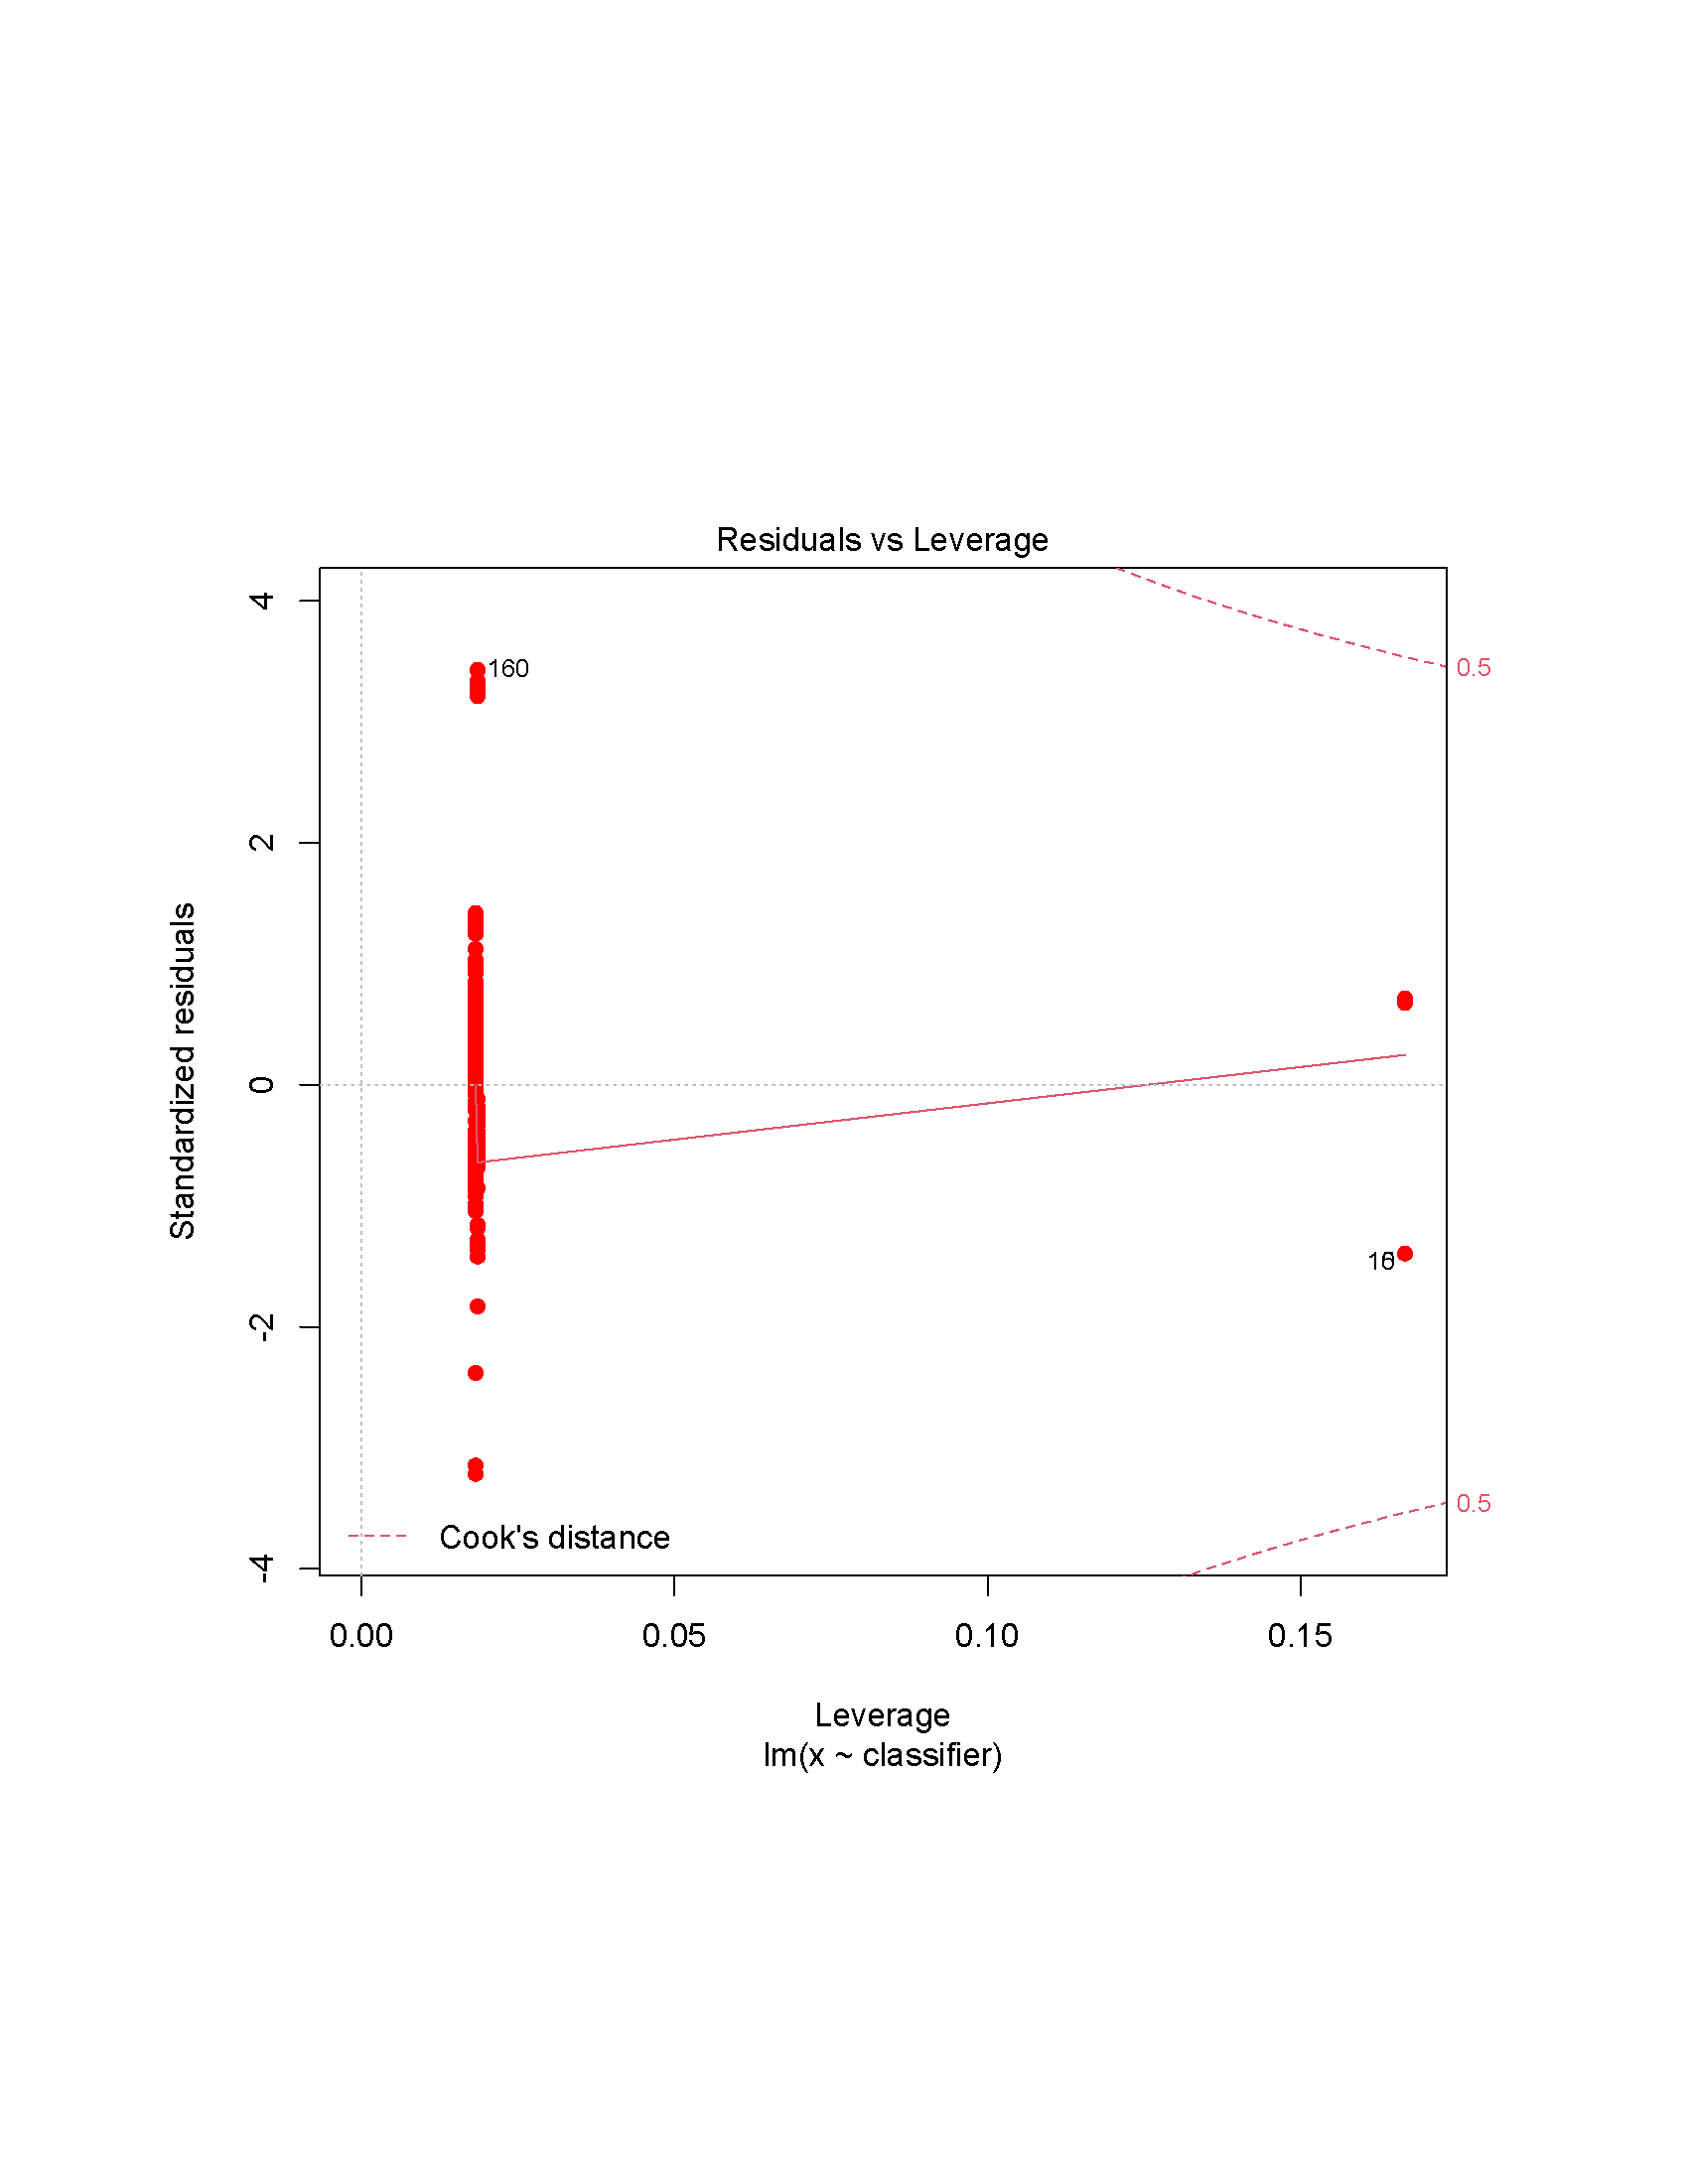 Residuals vs Leverage
4
2
0
-2
-4
Standardized residuals
160
0.5
0.5
Cook's distance
0.00 0.05 0.10 0.15
Leverage
lm(x ~ classifier)